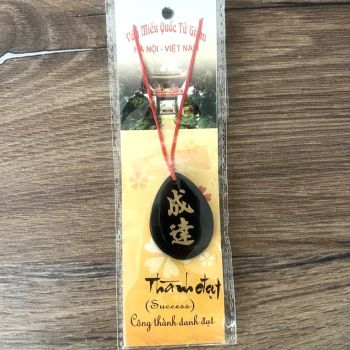 Văn Miếu Quốc Tử Giám
HÀ NỘI - VIỆT NAM
成
達
Thành đạt
(Success)
Công thành danh đạt